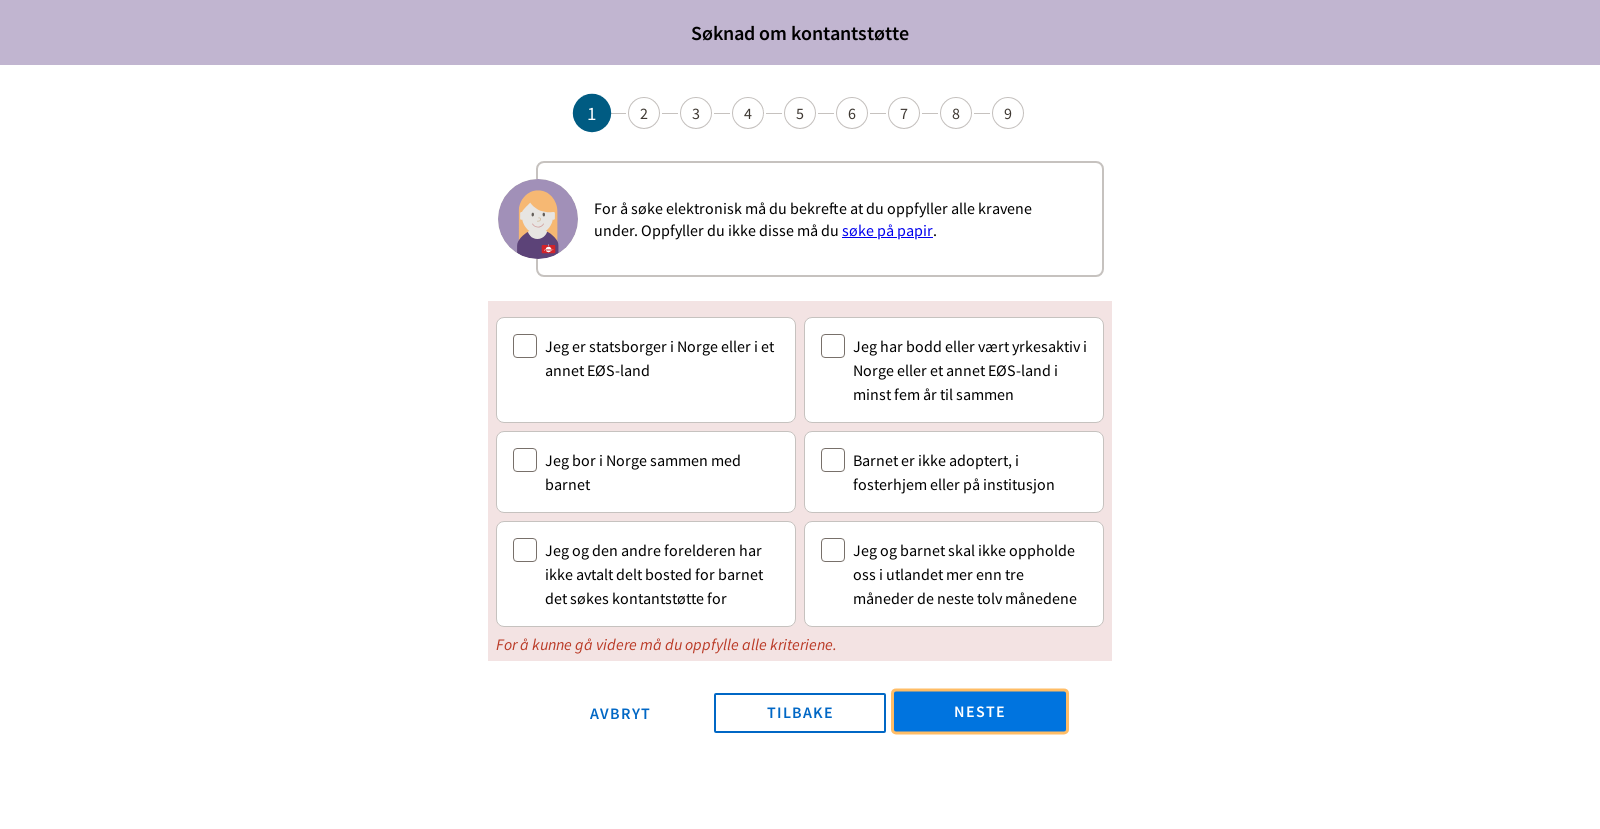 Søknad om kontantstøtte
1 2 3 4 5 6 7 8 9
For å søke elektronisk må du bekrefte at du oppfyller alle kravene
under. Oppfyller du ikke disse må du søke på papir.
Jeg er statsborger i Norge eller i et
annet EØS-land
Jeg har bodd eller vært yrkesaktiv i
Norge eller et annet EØS-land i
minst fem år til sammen
Jeg bor i Norge sammen med
barnet
Barnet er ikke adoptert, i
fosterhjem eller på institusjon
Jeg og den andre forelderen har
ikke avtalt delt bosted for barnet
det søkes kontantstøtte for
Jeg og barnet skal ikke oppholde
oss i utlandet mer enn tre
måneder de neste tolv månedene
For å kunne gå videre må du oppfylle alle kriteriene.
AVBRYT
TILBAKE
NESTE